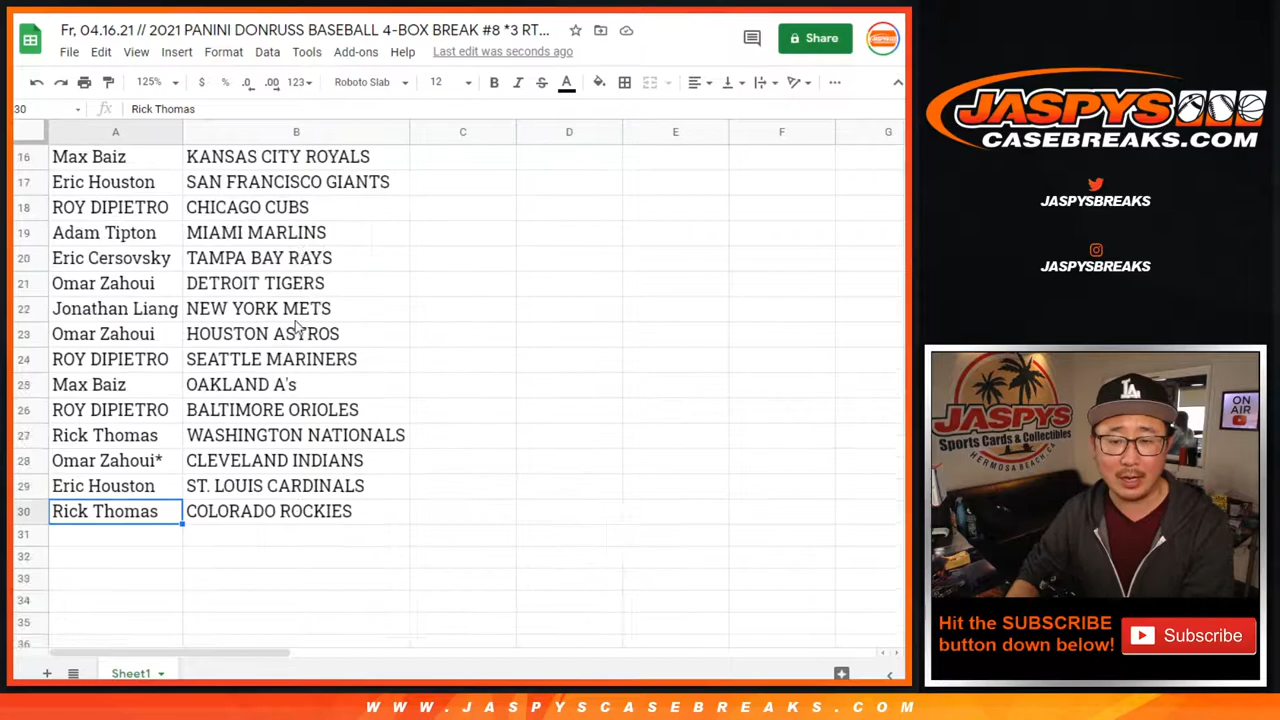 Fr, 04.16.21 // 2021 PANINI DONRUSS BASEBALL 4-BOX BREAK #8 *3 RT...
File Edit View Insert Format Data Tools Add-ons Help Last edit was seconds ago
Share
125% $ % .0 .00 123 Roboto Slab 12 B I S A
30 fx Rick Thomas
A B C D E F G
16 Max Baiz KANSAS CITY ROYALS
17 Eric Houston SAN FRANCISCO GIANTS
18 ROY DIPIETRO CHICAGO CUBS
19 Adam Tipton MIAMI MARLINS
20 Eric Cersovsky TAMPA BAY RAYS
21 Omar Zahoui DETROIT TIGERS
22 Jonathan Liang NEW YORK METS
23 Omar Zahoui HOUSTON ASTROS
24 ROY DIPIETRO SEATTLE MARINERS
25 Max Baiz OAKLAND A's
26 ROY DIPIETRO BALTIMORE ORIOLES
27 Rick Thomas WASHINGTON NATIONALS
28 Omar Zahoui* CLEVELAND INDIANS
29 Eric Houston ST. LOUIS CARDINALS
30 Rick Thomas COLORADO ROCKIES
31
32
39
34
35
36
Sheet1
JASPYS
CASEBREAKS.COM
JASPYSBREAKS
JASPYSBREAKS
JASPYS
Sports Cards & Collectibles
HERMOSA BEACH, CA
LA
ON
AIR
Hit the SUBSCRIBE
button down below!
Subscribe
WWW.JASPYSCASEBREAKS.COM